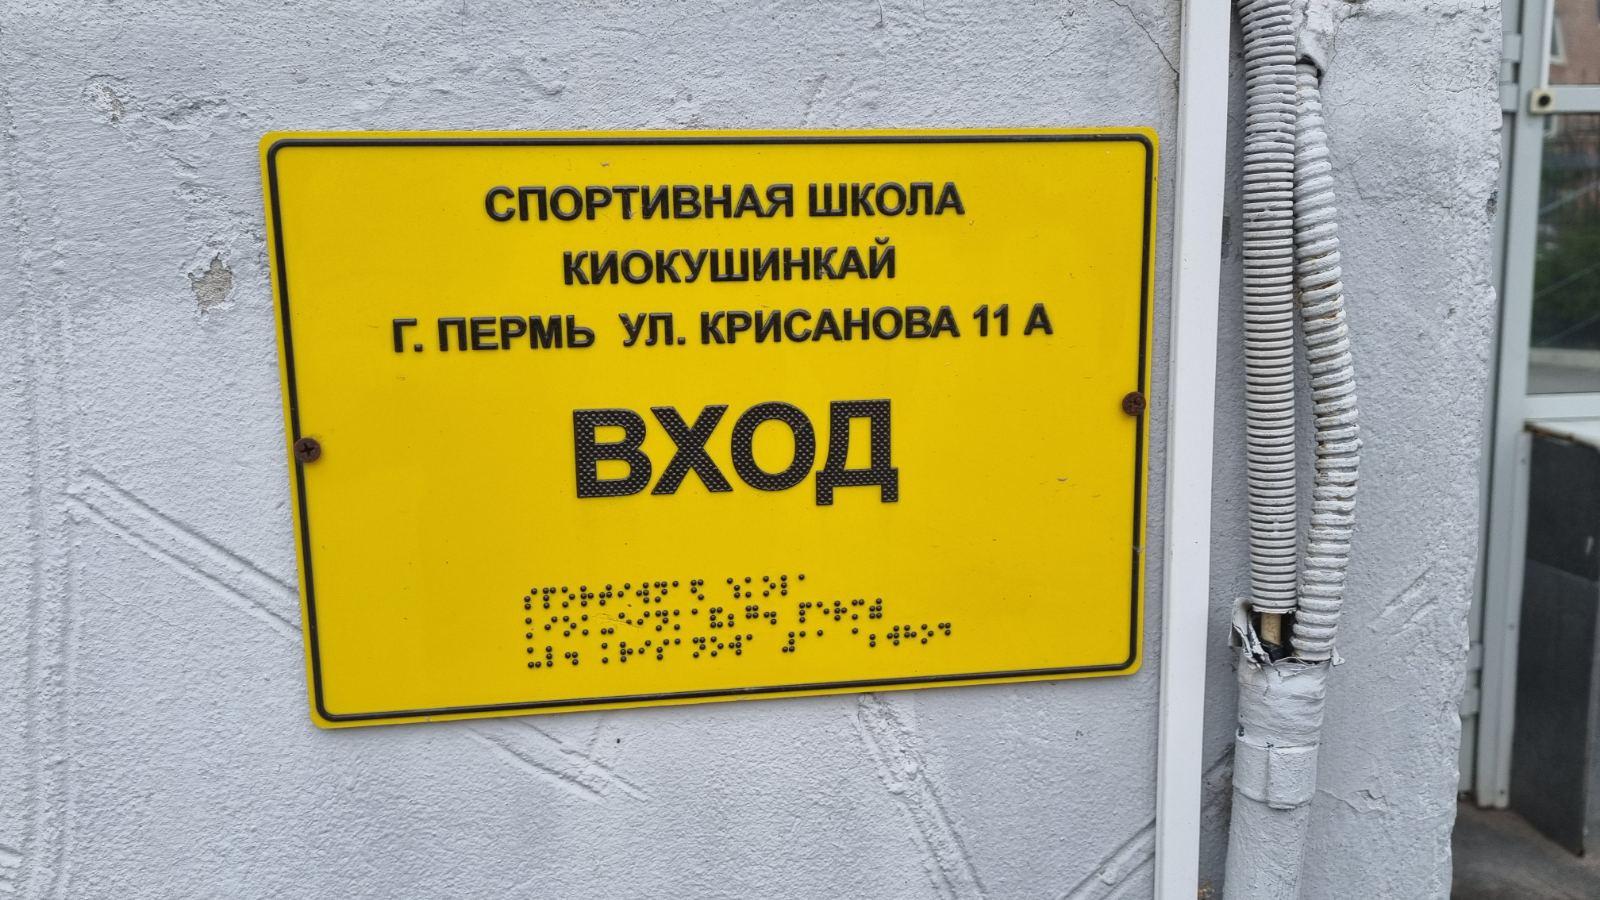 СПОРТИВНАЯ ШКОЛА
КИОКУШИНКАЙ
Г. ПЕРМЬ УЛ. КРИСАНОВА 11 А
ВХОД